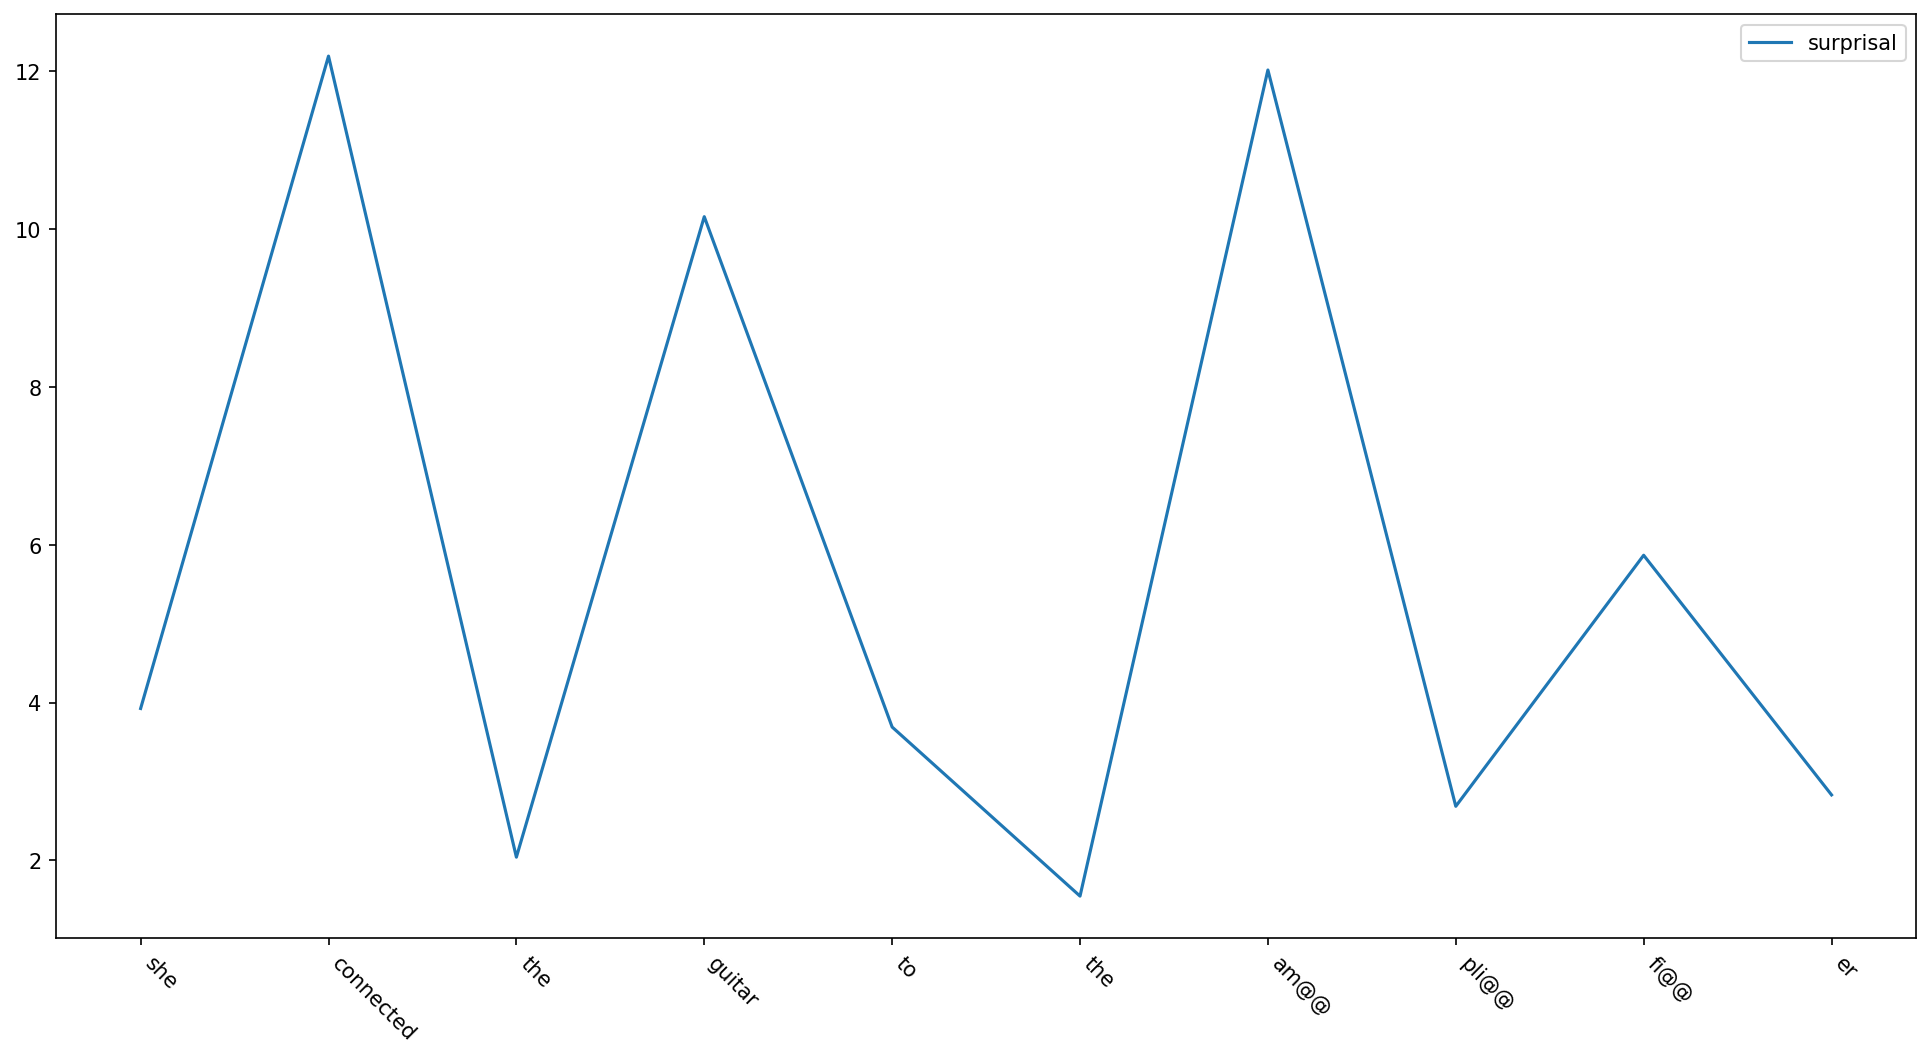 surprisal
12
10
8
6
4
2
she
connected
the
guitar
to
the
am@@
pli@@
fi@@
er